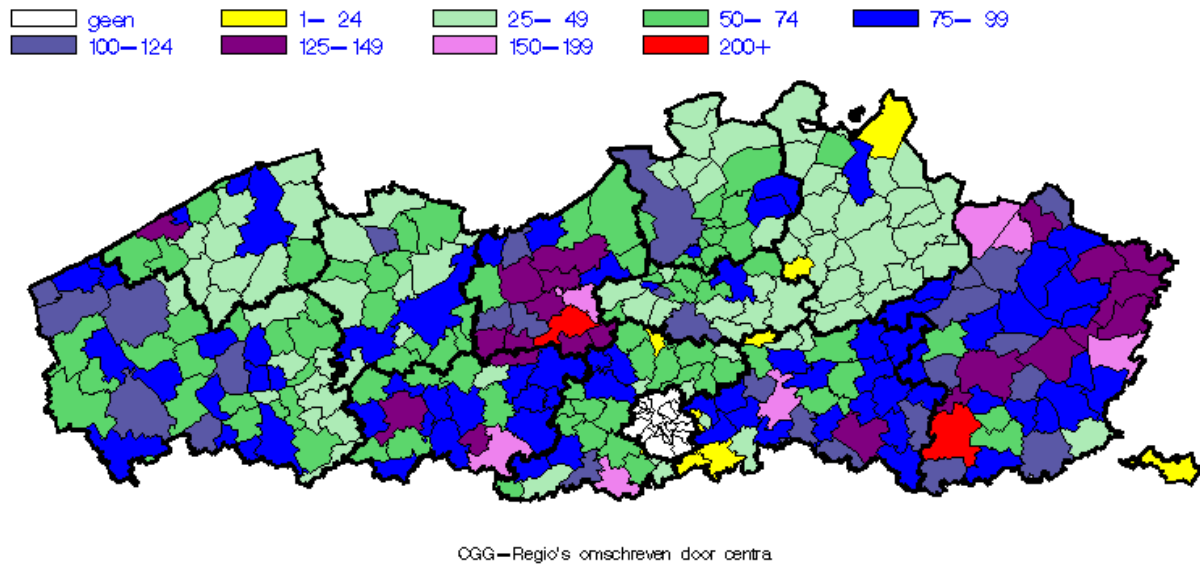 geen 1– 24 25– 49 50– 74 75– 99
100–124 125–149 150–199 200+
CGG–Regio's omschreven door centra